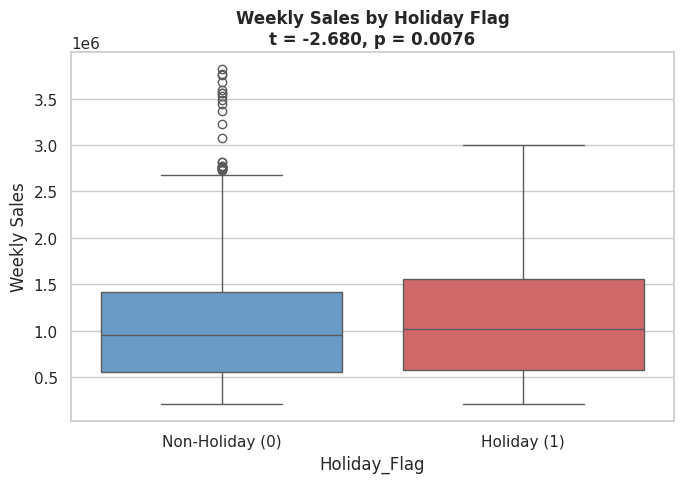 Weekly Sales by Holiday Flag
t = -2.680, p = 0.0076
1e6
3.5
3.0
2.5
2.0
1.5
1.0
0.5
Weekly Sales
Non-Holiday (0)
Holiday (1)
Holiday_Flag